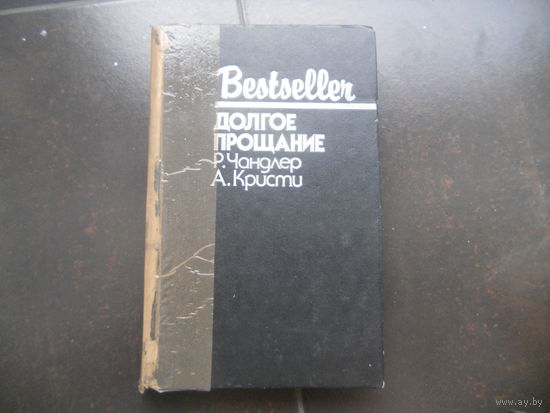 Bestseller
ДОЛГОЕ
ПРОЩАНИЕ
Р. Чандлер
А. Кристи
www.ay.by